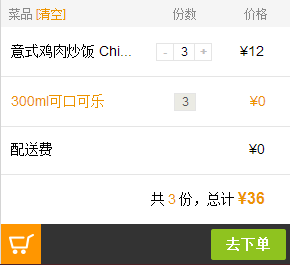 菜品 [清空] 份数 价格
意式鸡肉炒饭 Chi... - 3 + ¥12
300ml可口可乐 3 ¥0
配送费 ¥0
共 3 份，总计 ¥36
去下单